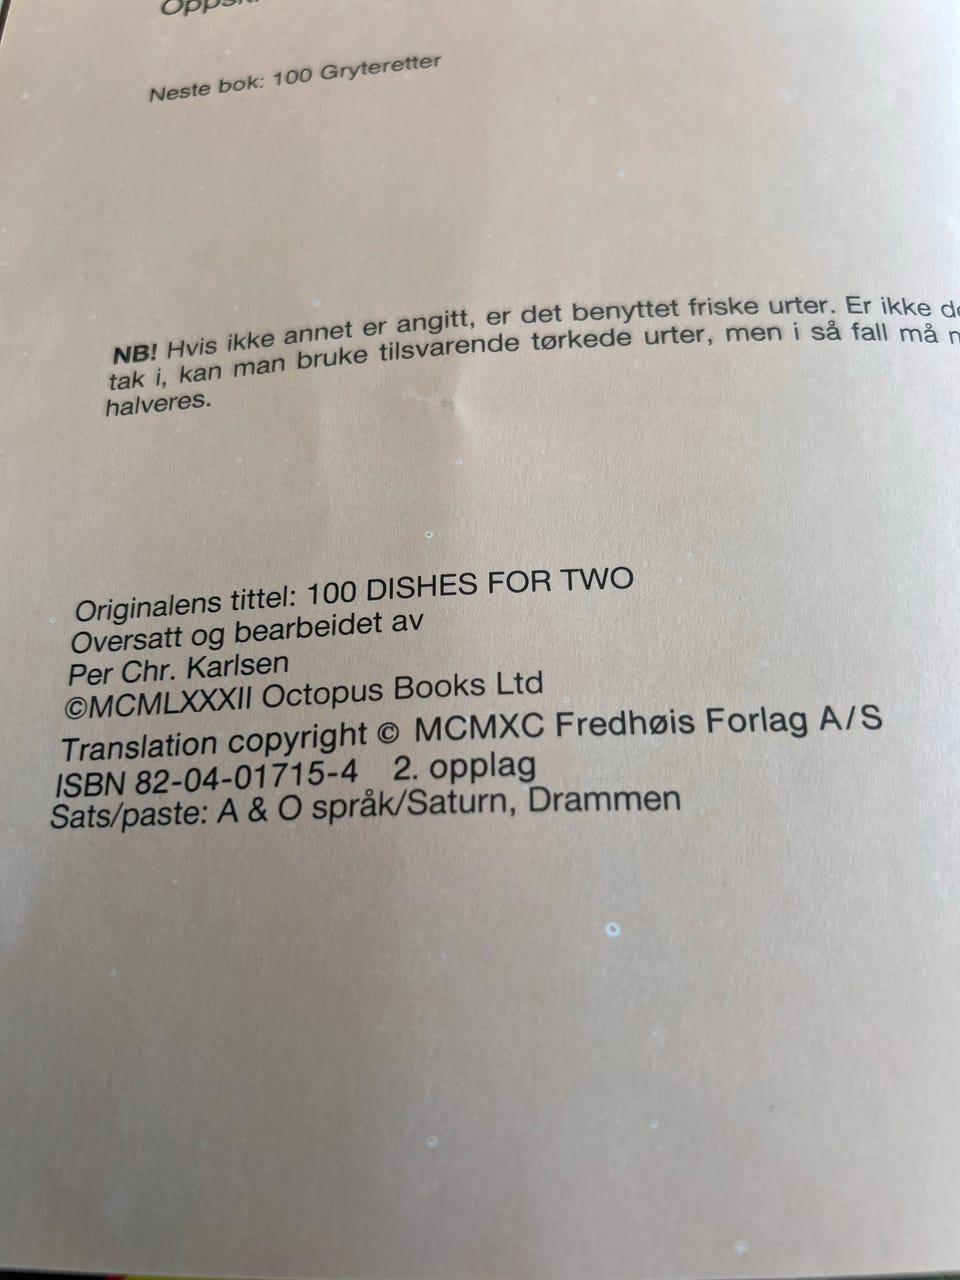 Neste bok: 100 Gryteretter
NB! Hvis ikke annet er angitt, er det benyttet friske urter. Er ikke
tak i, kan man bruke tilsvarende tørkede urter, men i så fall må
halveres.
Originalens tittel: 100 DISHES FOR TWO
Oversatt og bearbeidet av
Per Chr. Karlsen
©MCMLXXXII Octopus Books Ltd
Translation copyright © MCMXC Fredhøis Forlag A/S
ISBN 82-04-01715-4 2. opplag
Sats/paste: A & O språk/Saturn, Drammen